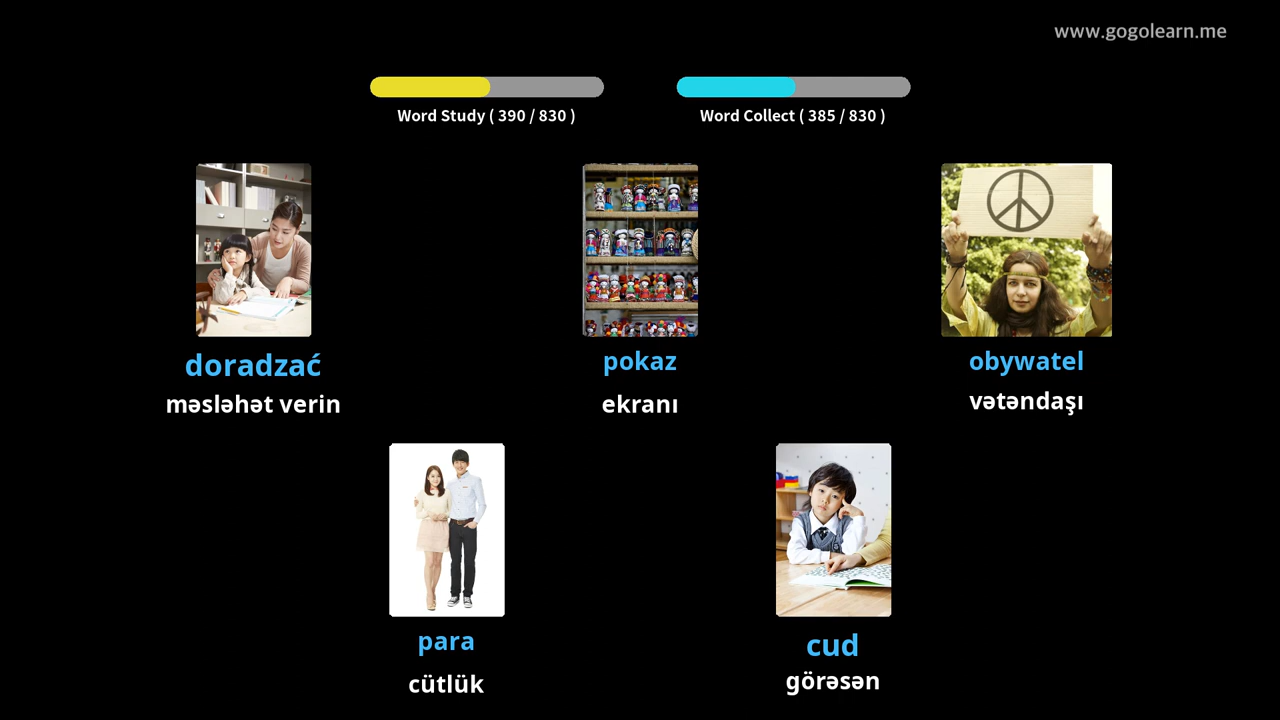 www.gogolearn.me
Word Study ( 390 / 830 )
Word Collect ( 385 / 830 )
doradzać
məsləhət verin
pokaz
ekranı
obywatel
vətəndaşı
para
cütlük
cud
görəsən